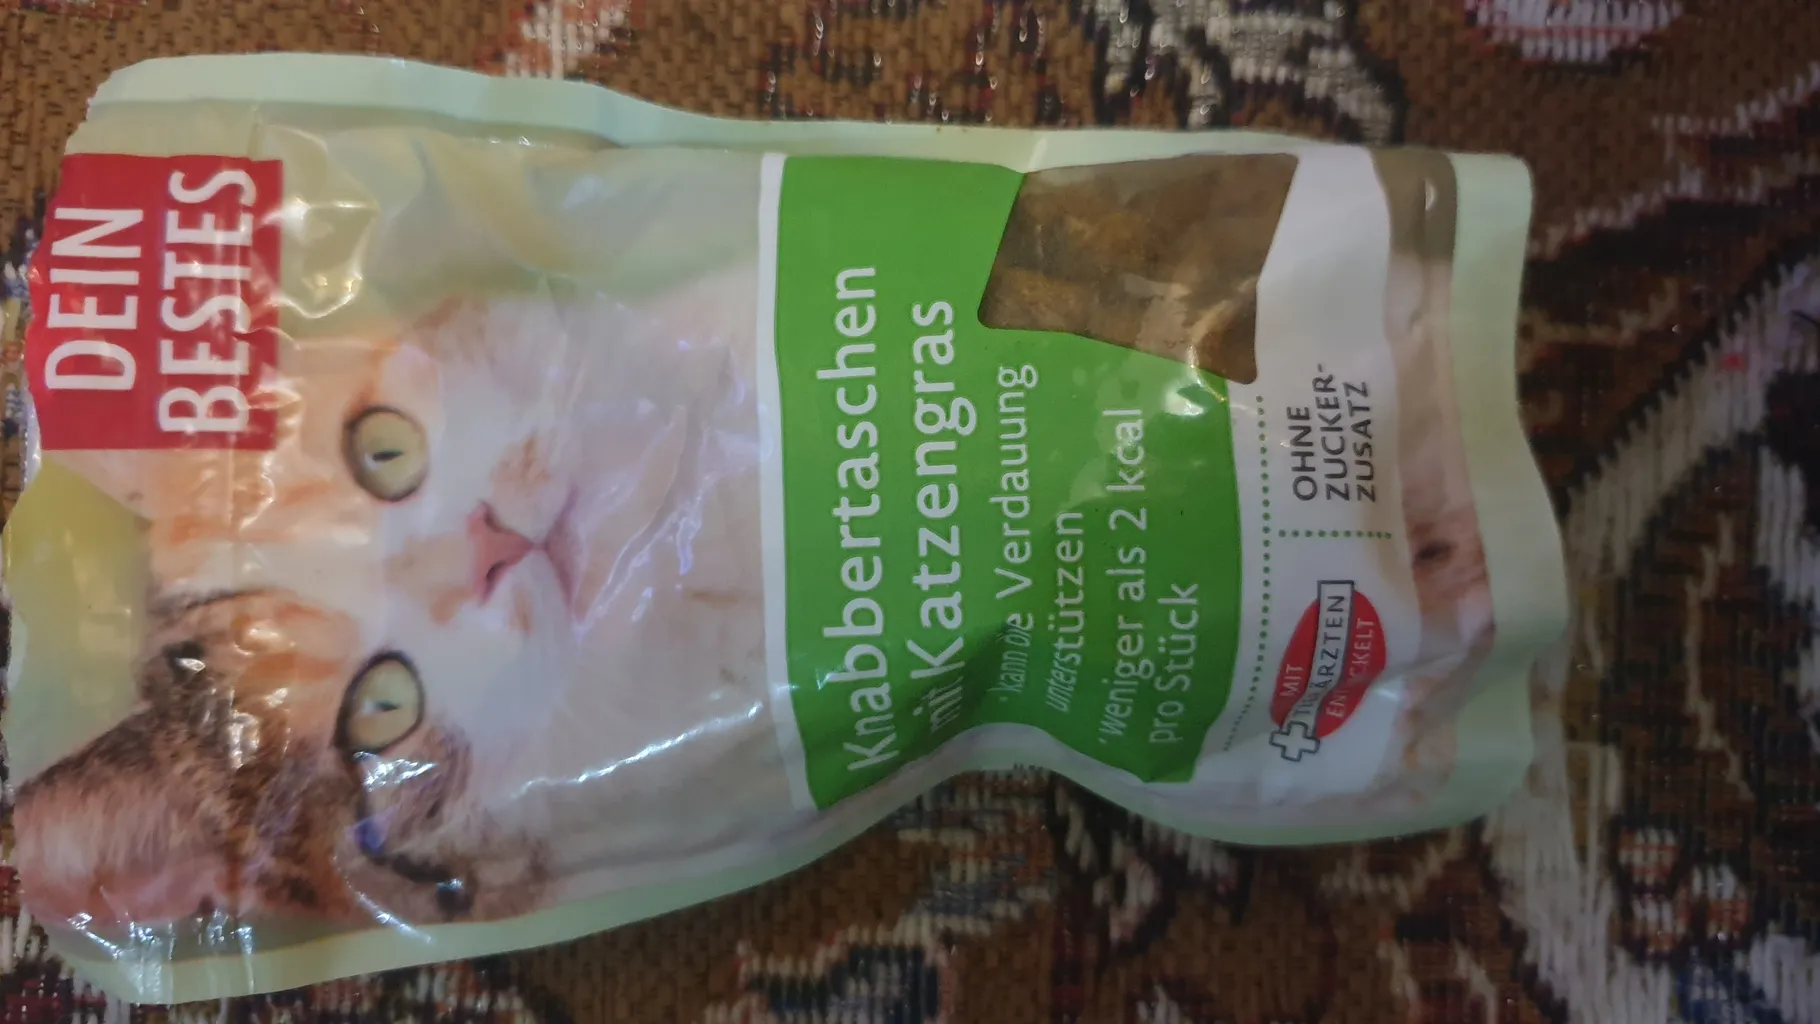 DEIN
BESTES
Knabbertaschen
mit Katzengras
• kann die Verdauung
unterstützen
• weniger als 2 kcal
pro Stück
MIT
TIERÄRZTEN
ENTWICKELT
OHNE
ZUCKER-
ZUSATZ